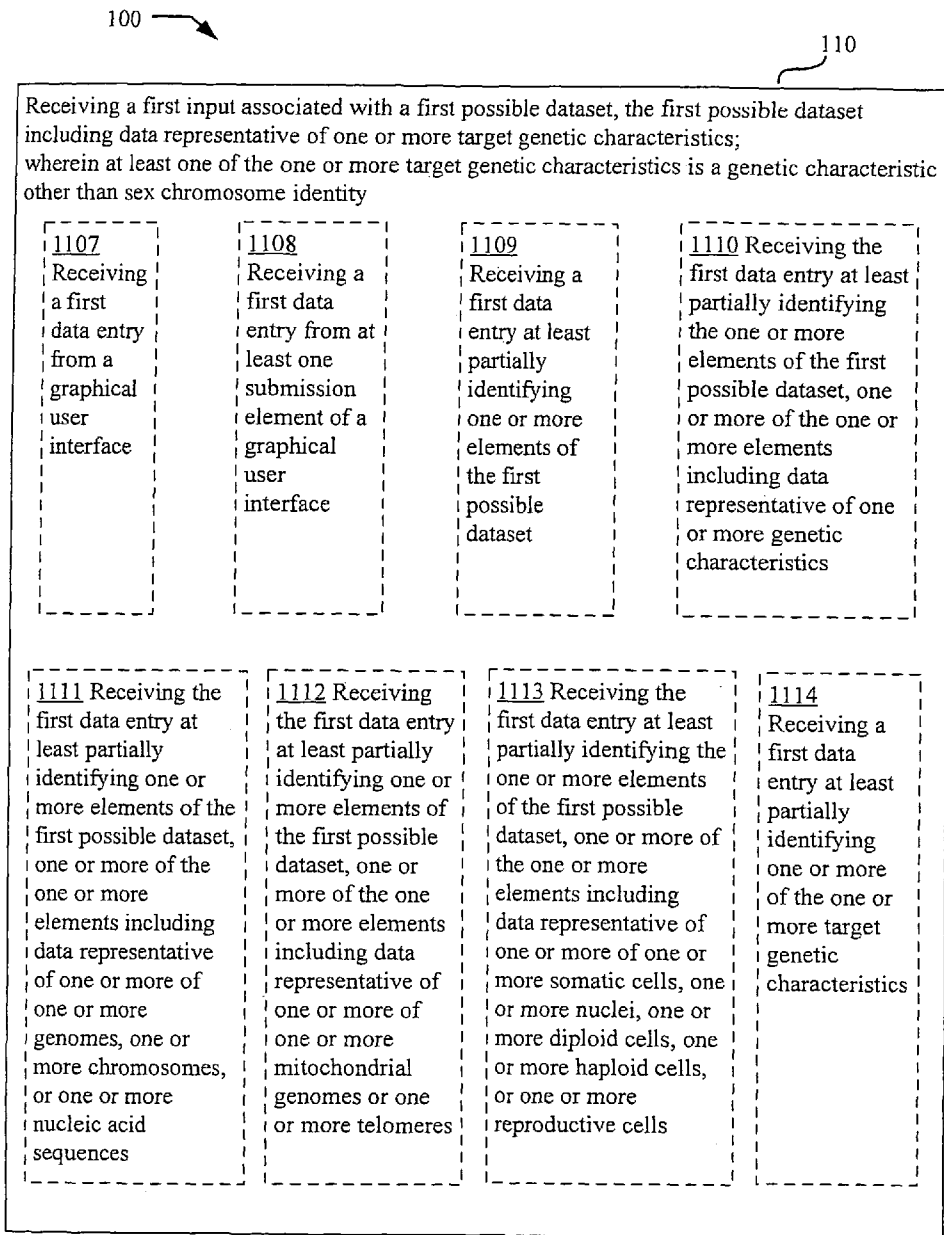 100
110
Receiving a first input associated with a first possible dataset, the first possible dataset
including data representative of one or more target genetic characteristics;
wherein at least one of the one or more target genetic characteristics is a genetic characteristic
other than sex chromosome identity
1107
Receiving
a first
data entry
from a
graphical
user
interface
1108
Receiving a
first data
entry from at
least one
submission
element of a
graphical
user
interface
1109
Receiving a
first data
entry at least
partially
identifying
one or more
elements of
the first
possible
dataset
1110 Receiving the
first data entry at least
partially identifying
the one or more
elements of the first
possible dataset, one
or more of the one or
more elements
including data
representative of one
or more genetic
characteristics
1111 Receiving the
first data entry at
least partially
identifying one or
more elements of the
first possible dataset,
one or more of the
one or more
elements including
data representative
of one or more of
one or more
genomes, one or
more chromosomes,
or one or more
nucleic acid
sequences
1112 Receiving
the first data entry
at least partially
identifying one or
more elements of
the first possible
dataset, one or
more of the one
or more elements
including data
representative of
one or more of
one or more
mitochondrial
genomes or one
or more telomeres
1113 Receiving the
first data entry at least
partially identifying the
one or more elements
of the first possible
dataset, one or more of
the one or more
elements including
data representative of
one or more of one or
more somatic cells, one
or more nuclei, one or
more diploid cells, one
or more haploid cells,
or one or more
reproductive cells
1114
Receiving a
first data
entry at least
partially
identifying
one or more
of the one or
more target
genetic
characteristics